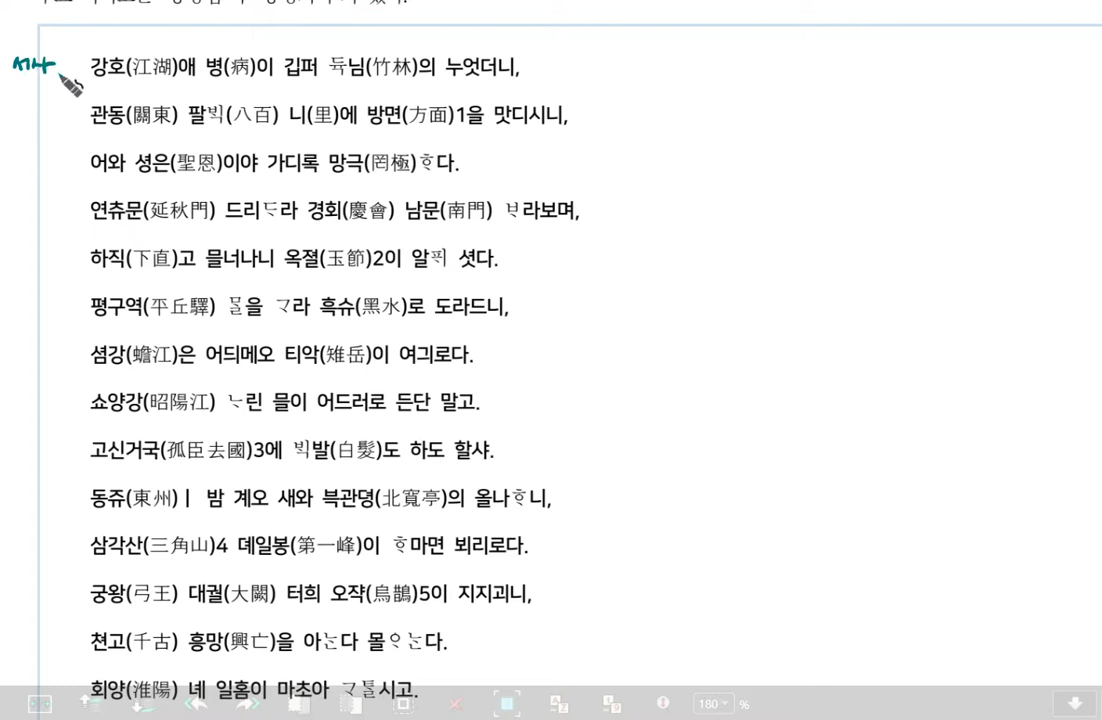 서사
강호(江湖)애 병(病)이 깁퍼 듁님(竹林)의 누엇더니,
관동(關東) 팔ᄇᆡᆨ(八百) 니(里)에 방면(方面)1을 맛디시니,
어와 셩은(聖恩)이야 가디록 망극(罔極)ᄒᆞ다.
연츄문(延秋門) 드리ᄃᆞ라 경회(慶會) 남문(南門) ᄇᆞ라보며,
하직(下直)고 믈너나니 옥졀(玉節)2이 알ᄑᆡ 셧다.
평구역(平丘驛) ᄆᆞᆯ을 ᄀᆞ라 흑슈(黑水)로 도라드니,
셤강(蟾江)은 어듸메오 티악(雉岳)이 여긔로다.
쇼양강(昭陽江) ᄂᆞ린 믈이 어드러로 든단 말고.
고신거국(孤臣去國)3에 ᄇᆡᆨ발(白髮)도 하도 할샤.
동쥬(東州)ㅣ 밤 계오 새와 븍관뎡(北寬亭)의 올나ᄒᆞ니,
삼각산(三角山)4 뎨일봉(第一峰)이 ᄒᆞ마면 뵈리로다.
궁왕(弓王) 대궐(大闕) 터희 오쟉(烏鵲)5이 지지괴니,
쳔고(千古) 흥망(興亡)을 아ᄂᆞᆫ다 몰ᄋᆞᄂᆞᆫ다.
회양(淮陽) 녜 일홈이 마초아 ᄀᆞᄐᆞᆯ시고.
180 %